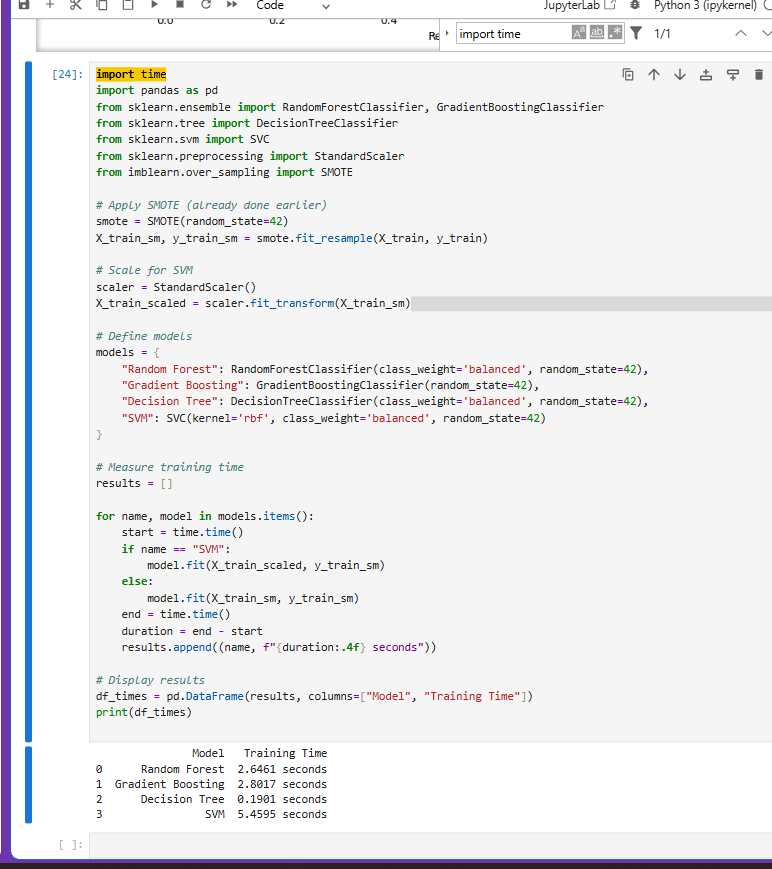 Code
JupyterLab
Python 3 (ipykernel)
0.0 0.2 0.4
Re
import time
1/1
[24]:
import time
import pandas as pd
from sklearn.ensemble import RandomForestClassifier, GradientBoostingClassifier
from sklearn.tree import DecisionTreeClassifier
from sklearn.svm import SVC
from sklearn.preprocessing import StandardScaler
from imblearn.over_sampling import SMOTE

# Apply SMOTE (already done earlier)
smote = SMOTE(random_state=42)
X_train_sm, y_train_sm = smote.fit_resample(X_train, y_train)

# Scale for SVM
scaler = StandardScaler()
X_train_scaled = scaler.fit_transform(X_train_sm)

# Define models
models = {
    "Random Forest": RandomForestClassifier(class_weight='balanced', random_state=42),
    "Gradient Boosting": GradientBoostingClassifier(random_state=42),
    "Decision Tree": DecisionTreeClassifier(class_weight='balanced', random_state=42),
    "SVM": SVC(kernel='rbf', class_weight='balanced', random_state=42)
}

# Measure training time
results = []

for name, model in models.items():
    start = time.time()
    if name == "SVM":
        model.fit(X_train_scaled, y_train_sm)
    else:
        model.fit(X_train_sm, y_train_sm)
    end = time.time()
    duration = end - start
    results.append((name, f"{duration:.4f} seconds"))

# Display results
df_times = pd.DataFrame(results, columns=["Model", "Training Time"])
print(df_times)

Model Training Time
0 Random Forest 2.6461 seconds
1 Gradient Boosting 2.8017 seconds
2 Decision Tree 0.1901 seconds
3 SVM 5.4595 seconds
[ ]: